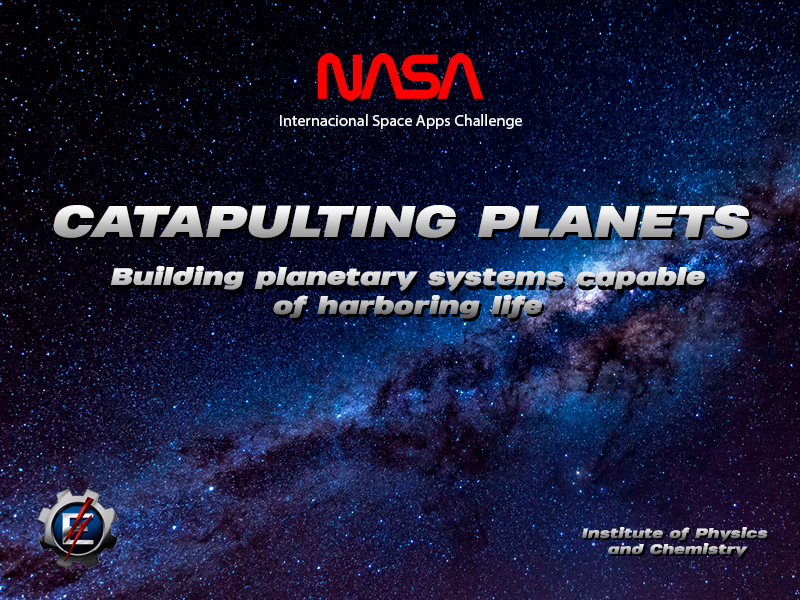 NASA
Internacional Space Apps Challenge
CATAPULTING PLANETS
Building planetary systems capable
of harboring life
E
Institute of Physics
and Chemistry